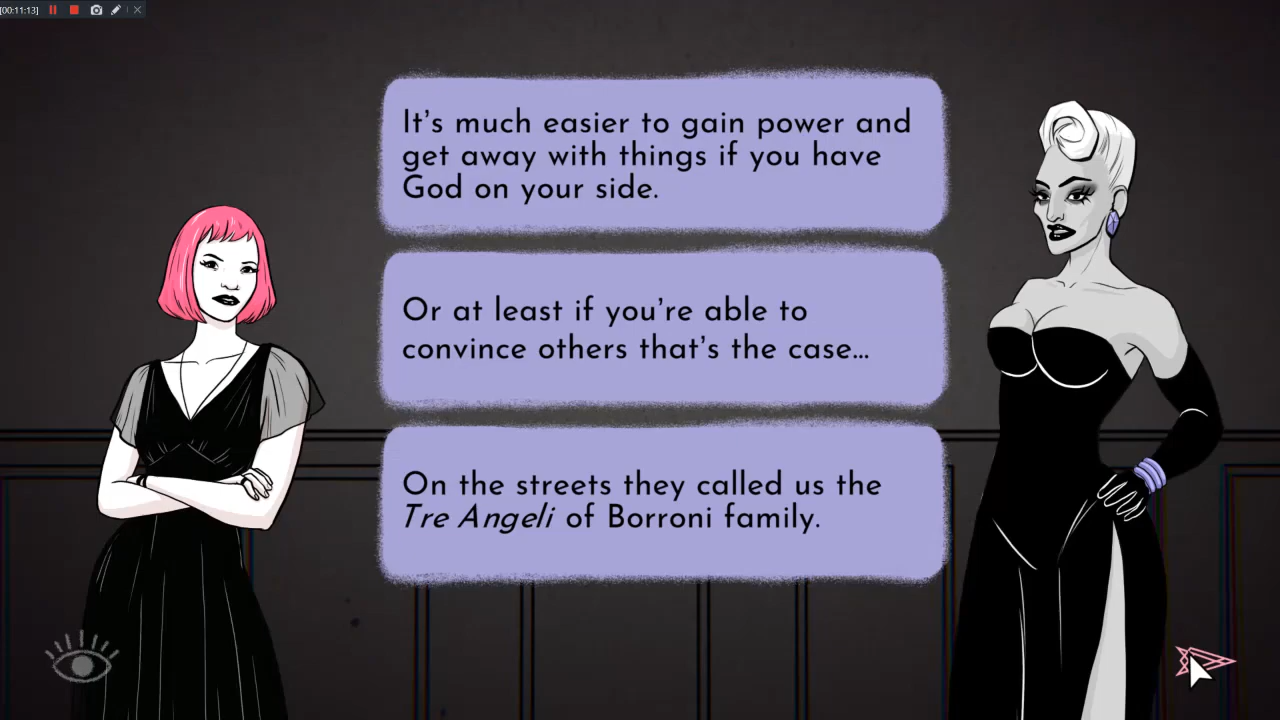 [00:11:13]
It's much easier to gain power and
get away with things if you have
God on your side.
Or at least if you're able to
convince others that's the case...
On the streets they called us the
Tre Angeli of Borroni family.